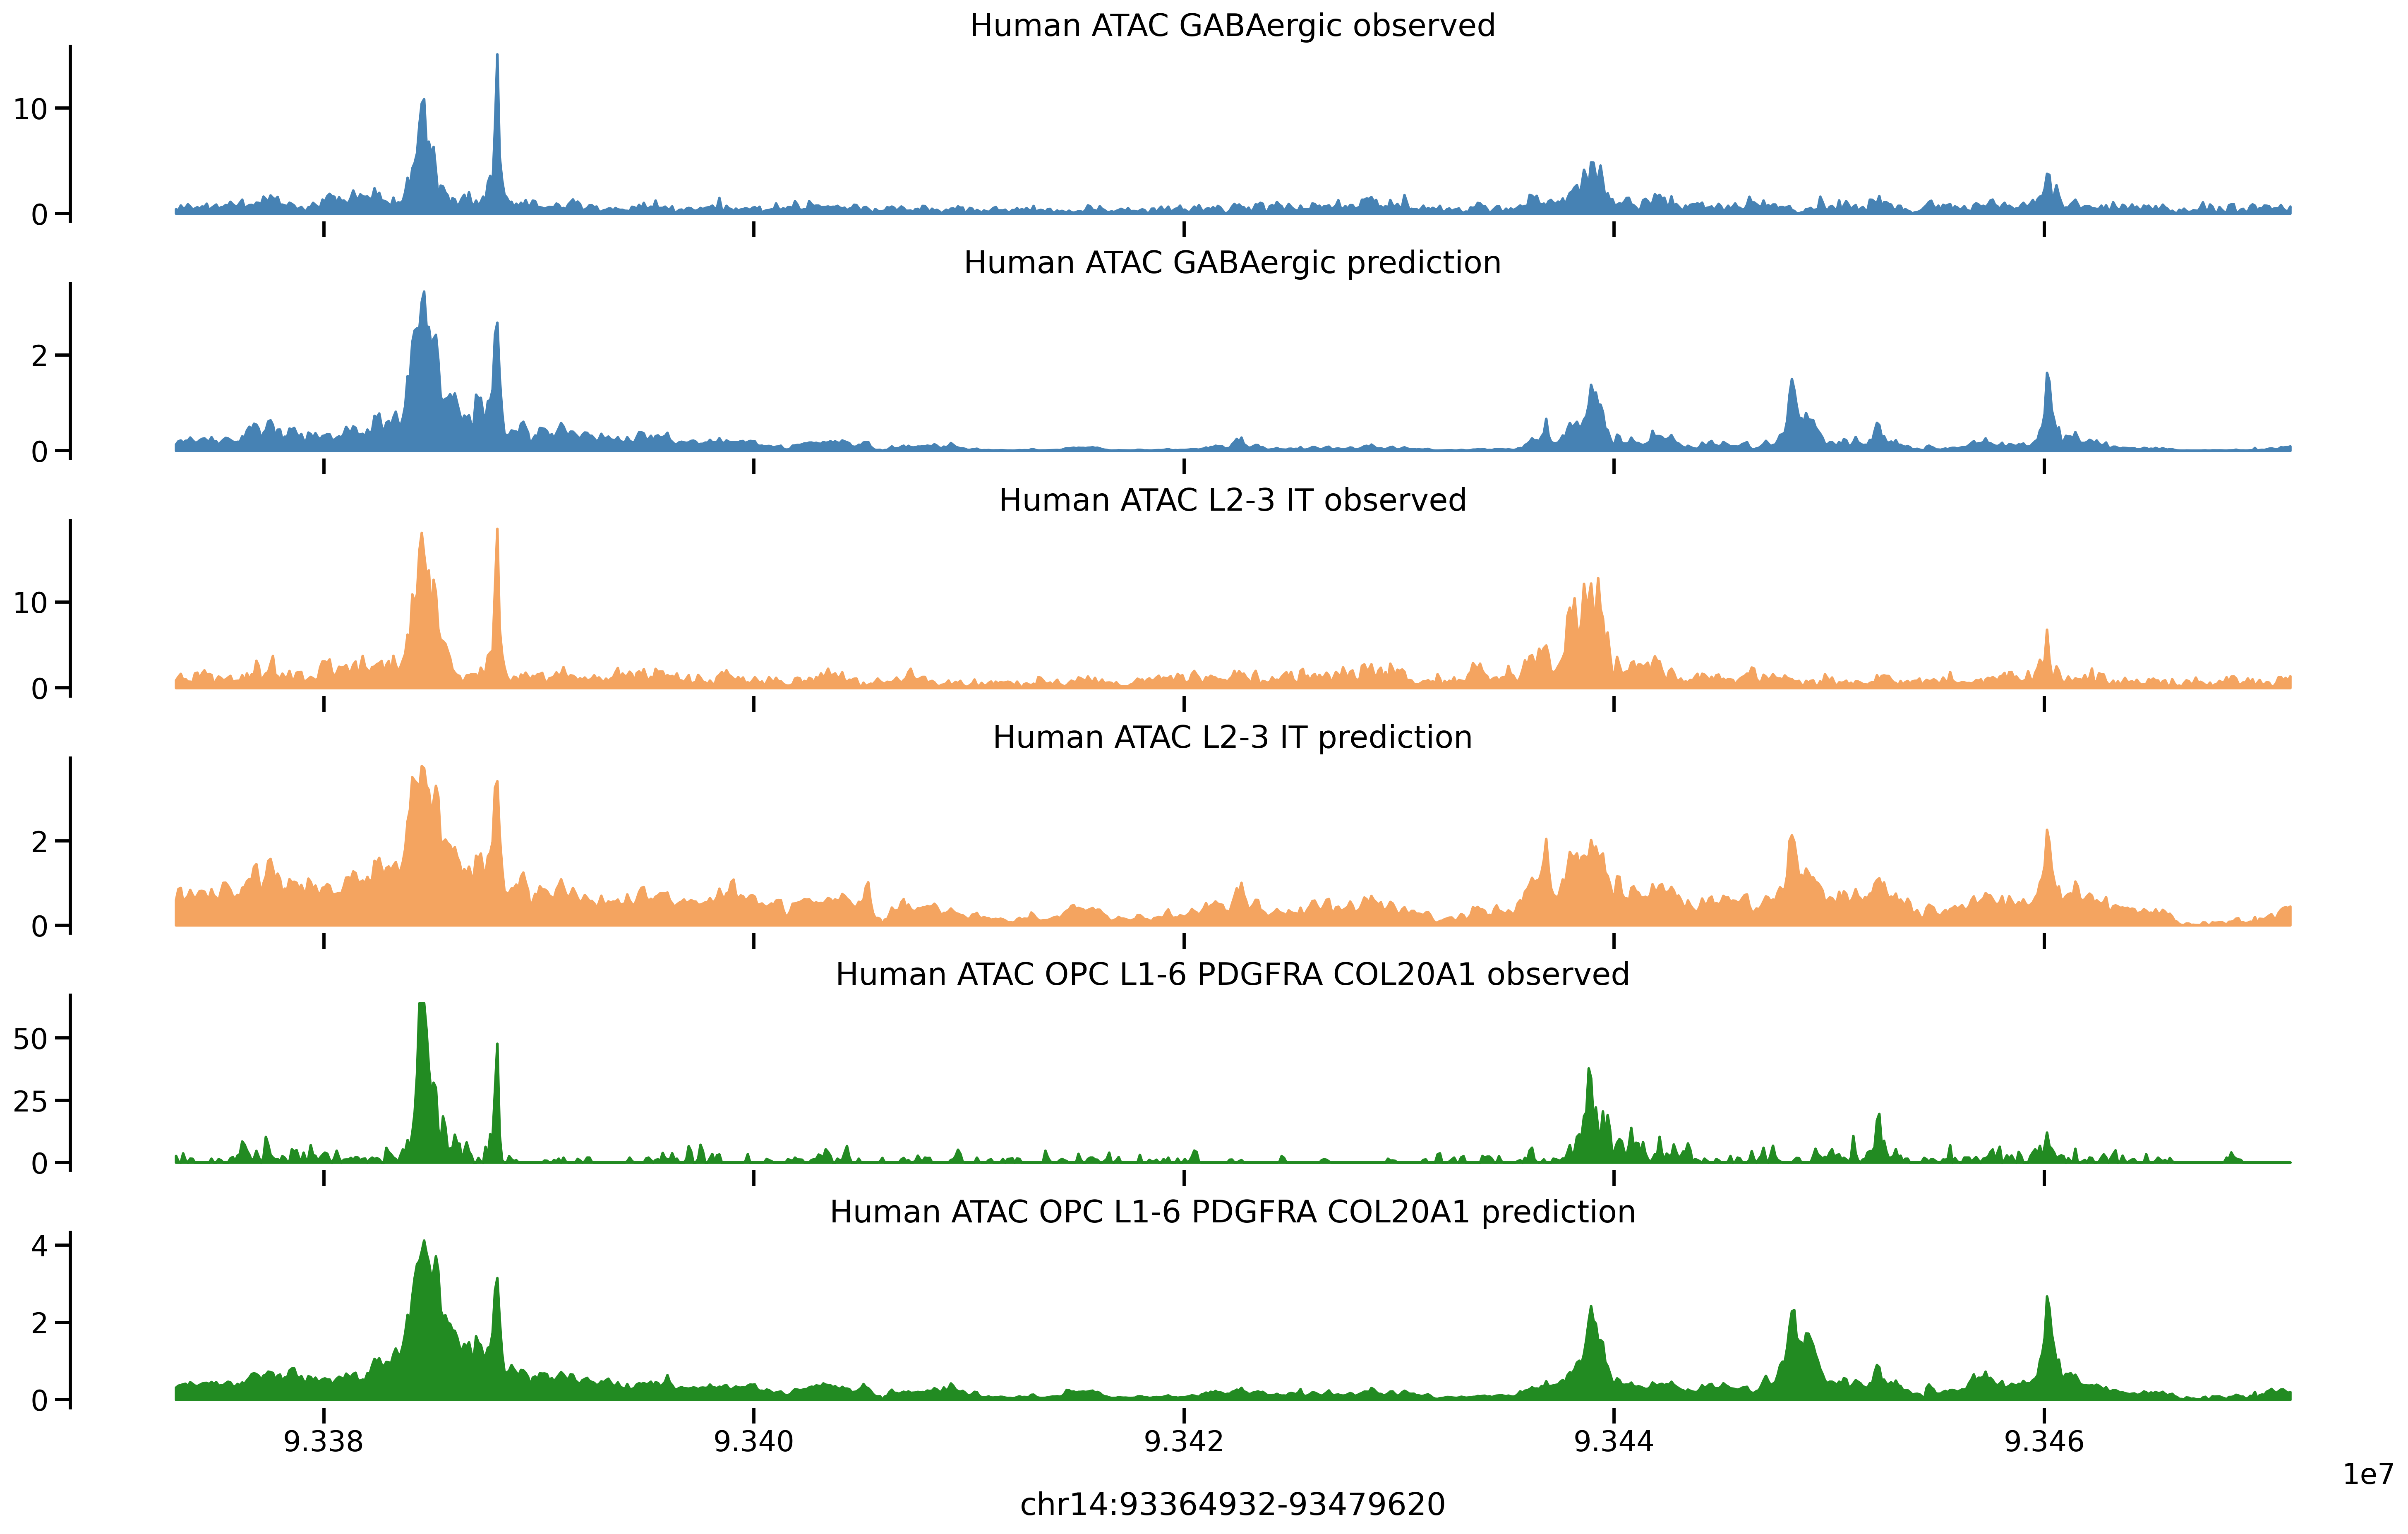 Human ATAC GABAergic observed
10
0
Human ATAC GABAergic prediction
2
0
Human ATAC L2-3 IT observed
10
0
Human ATAC L2-3 IT prediction
2
0
Human ATAC OPC L1-6 PDGFRA COL20A1 observed
50
25
0
Human ATAC OPC L1-6 PDGFRA COL20A1 prediction
4
2
0
9.338 9.340 9.342 9.344 9.346
1e7
chr14:93364932-93479620